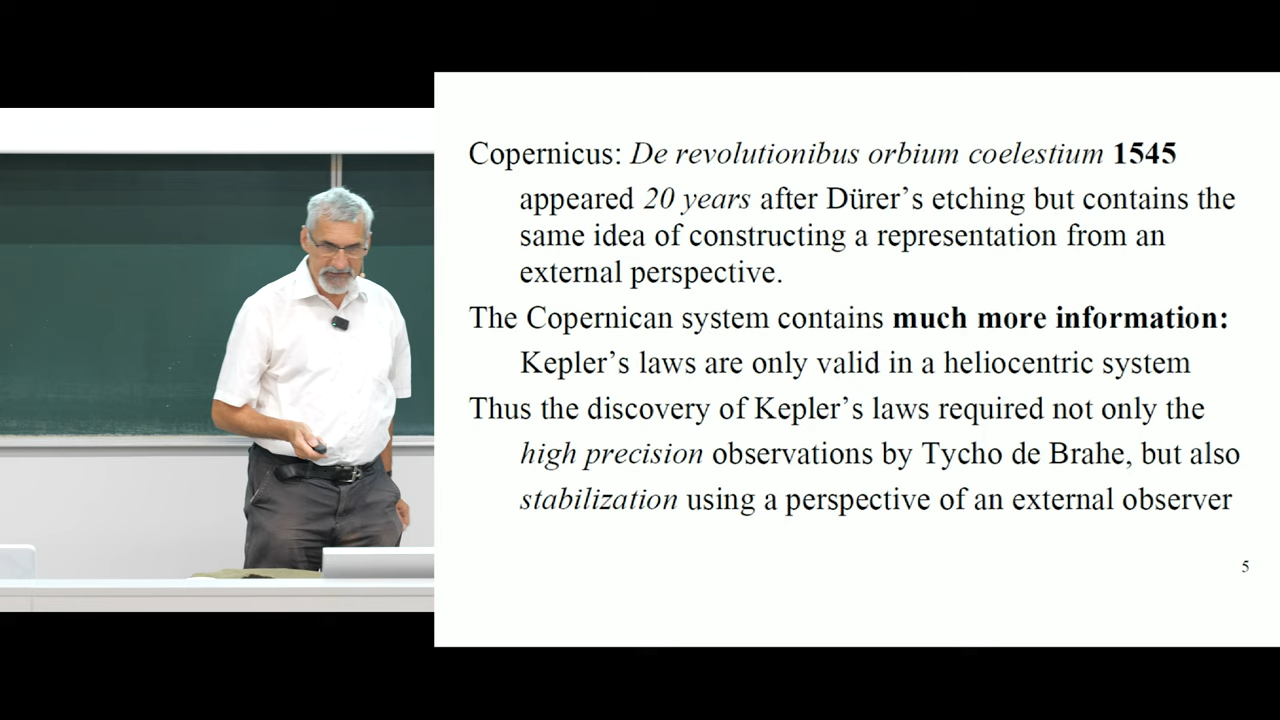 Copernicus: De revolutionibus orbium coelestium 1545
appeared 20 years after Dürer's etching but contains the
same idea of constructing a representation from an
external perspective.
The Copernican system contains much more information:
Kepler's laws are only valid in a heliocentric system
Thus the discovery of Kepler's laws required not only the
high precision observations by Tycho de Brahe, but also
stabilization using a perspective of an external observer
5